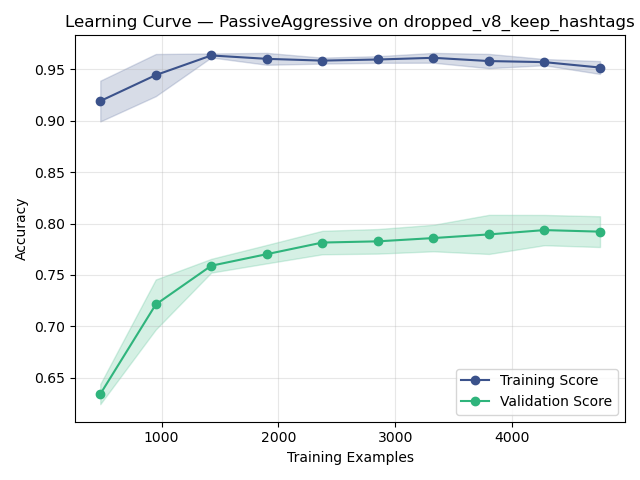 Learning Curve — PassiveAggressive on dropped_v8_keep_hashtags
0.95
0.90
0.85
0.80
0.75
0.70
0.65
Accuracy
Training Score
Validation Score
1000
2000
3000
4000
Training Examples